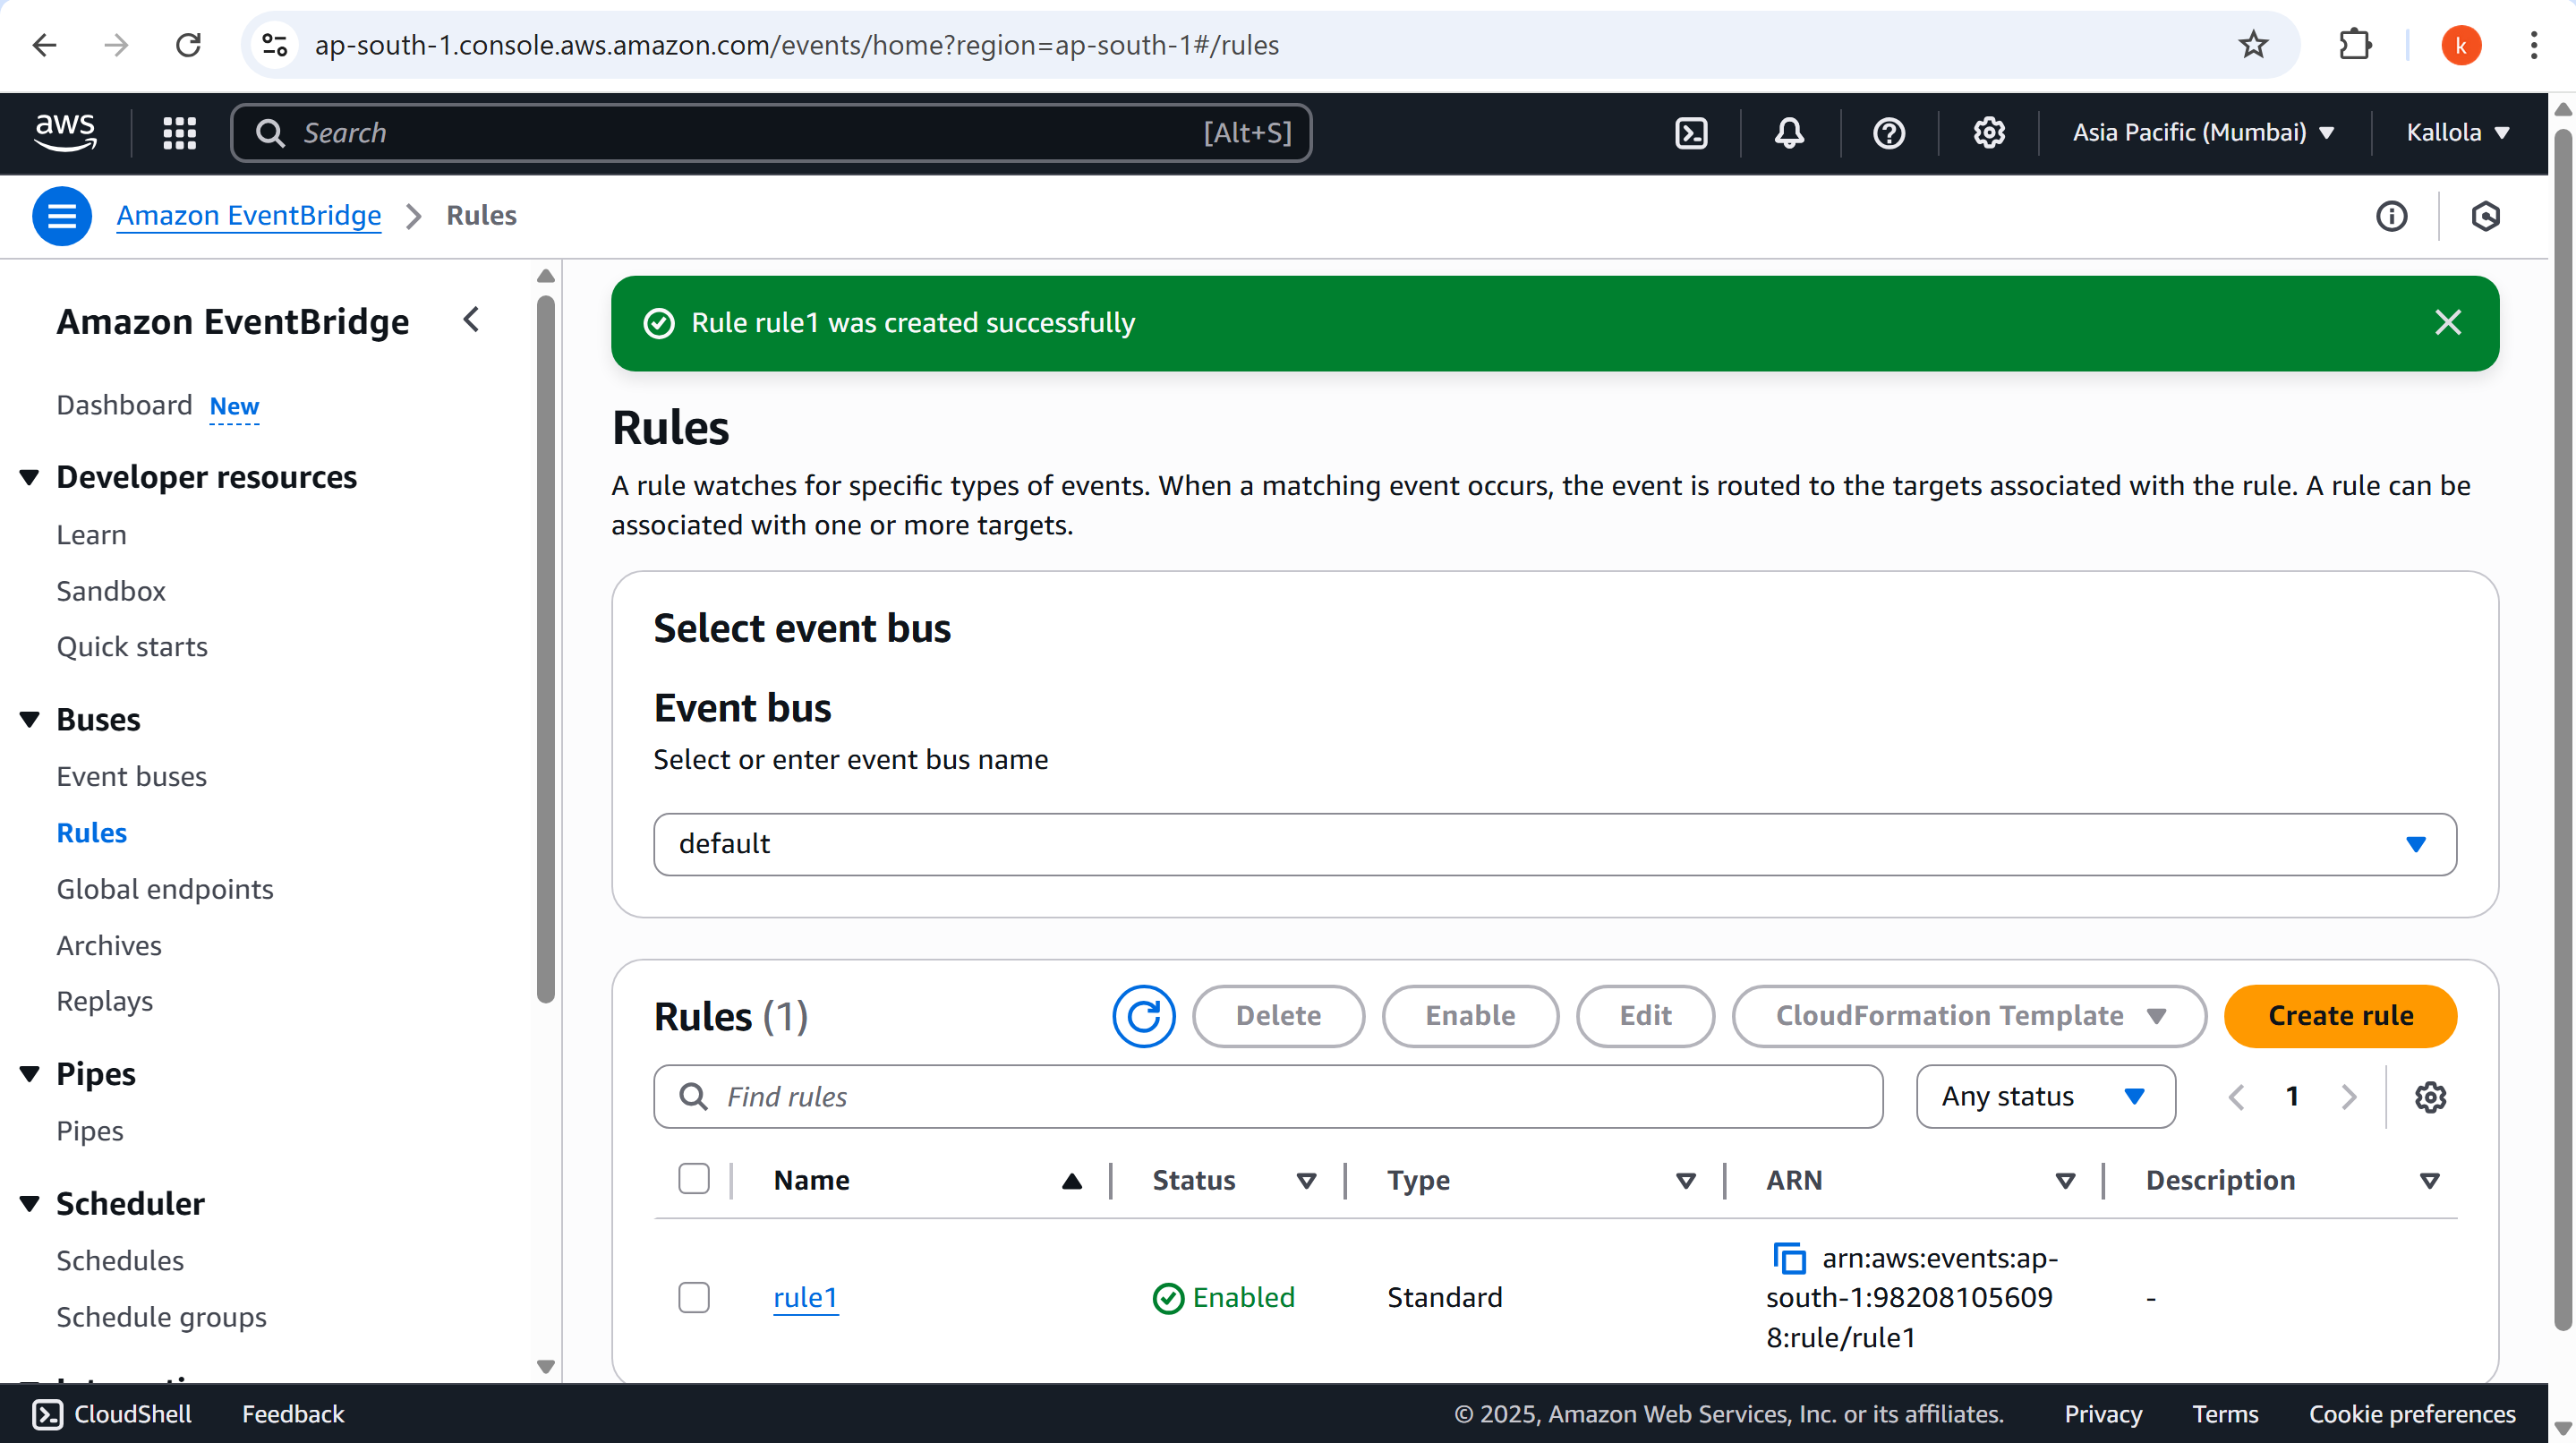 ap-south-1.console.aws.amazon.com/events/home?region=ap-south-1#/rules
k
aws
Search
[Alt+S]
Asia Pacific (Mumbai)
Kallola
Amazon EventBridge
Rules
Amazon EventBridge
Dashboard New
Developer resources
Learn
Sandbox
Quick starts
Buses
Event buses
Rules
Global endpoints
Archives
Replays
Pipes
Pipes
Scheduler
Schedules
Schedule groups
Rule rule1 was created successfully
Rules
A rule watches for specific types of events. When a matching event occurs, the event is routed to the targets associated with the rule. A rule can be
associated with one or more targets.
Select event bus
Event bus
Select or enter event bus name
default
Rules (1)
Delete
Enable
Edit
CloudFormation Template
Create rule
Find rules
Any status
1
Name
Status
Type
ARN
Description
rule1
Enabled
Standard
arn:aws:events:ap-
south-1:98208105609
8:rule/rule1
-
CloudShell
Feedback
© 2025, Amazon Web Services, Inc. or its affiliates.
Privacy
Terms
Cookie preferences